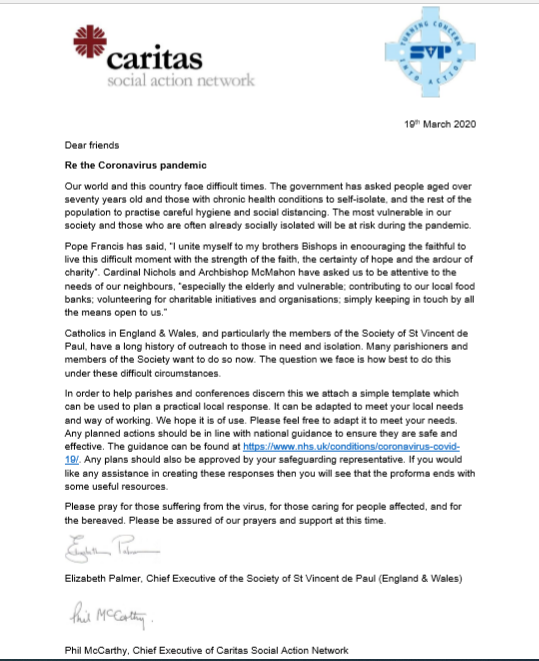 caritas
social action network
TURNING CONCERN
SVP
INTO ACTION
19th March 2020
Dear friends
Re the Coronavirus pandemic
Our world and this country face difficult times. The government has asked people aged over
seventy years old and those with chronic health conditions to self-isolate, and the rest of the
population to practise careful hygiene and social distancing. The most vulnerable in our
society and those who are often already socially isolated will be at risk during the pandemic.
Pope Francis has said, "I unite myself to my brothers Bishops in encouraging the faithful to
live this difficult moment with the strength of the faith, the certainty of hope and the ardour of
charity". Cardinal Nichols and Archbishop McMahon have asked us to be attentive to the
needs of our neighbours, "especially the elderly and vulnerable; contributing to our local food
banks; volunteering for charitable initiatives and organisations; simply keeping in touch by all
the means open to us."
Catholics in England & Wales, and particularly the members of the Society of St Vincent de
Paul, have a long history of outreach to those in need and isolation. Many parishioners and
members of the Society want to do so now. The question we face is how best to do this
under these difficult circumstances.
In order to help parishes and conferences discern this we attach a simple template which
can be used to plan a practical local response. It can be adapted to meet your local needs
and way of working. We hope it is of use. Please feel free to adapt it to meet your needs.
Any planned actions should be in line with national guidance to ensure they are safe and
effective. The guidance can be found at https://www.nhs.uk/conditions/coronavirus-covid-
19/. Any plans should also be approved by your safeguarding representative. If you would
like any assistance in creating these responses then you will see that the proforma ends with
some useful resources.
Please pray for those suffering from the virus, for those caring for people affected, and for
the bereaved. Please be assured of our prayers and support at this time.
Elizabeth Palmer
Elizabeth Palmer, Chief Executive of the Society of St Vincent de Paul (England & Wales)
Phil McCarthy.
Phil McCarthy, Chief Executive of Caritas Social Action Network